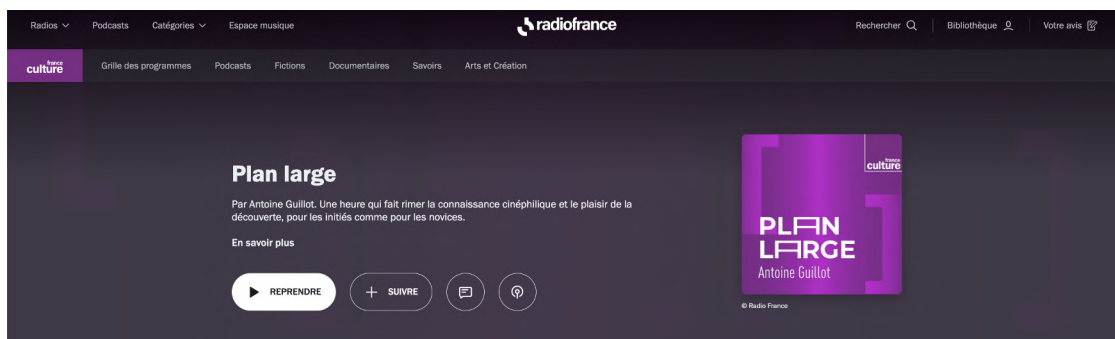 Radios
Podcasts
Catégories
Espace musique
radiofrance
Rechercher
Bibliothèque
Votre avis
france
culture
Grille des programmes
Podcasts
Fictions
Documentaires
Savoirs
Arts et Création
Plan large
Par Antoine Guillot. Une heure qui fait rimer la connaissance cinéphilique et le plaisir de la
découverte, pour les initiés comme pour les novices.
En savoir plus
REPRENDRE
SUIVRE
france
culture
PLAN
LARGE
Antoine Guillot
© Radio France